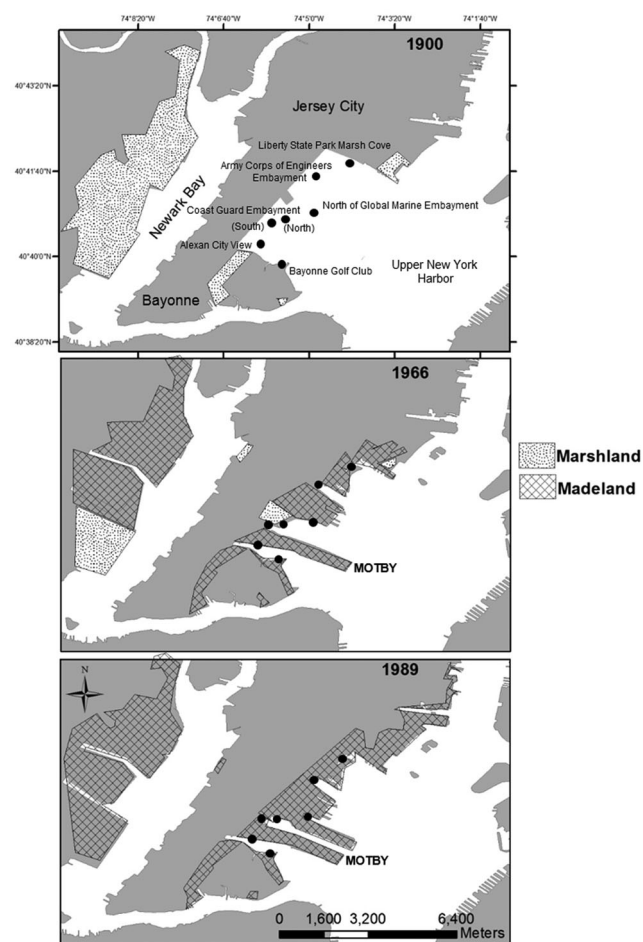 74°8'20"W 74°6'40"W 74°5'0"W 74°3'20"W 74°1'40"W
1900
40°43'20"N
40°41'40"N
40°40'0"N
40°38'20"N
Jersey City
Liberty State Park Marsh Cove
Army Corps of Engineers
Embayment
Newark Bay
Coast Guard Embayment
North of Global Marine Embayment
(South)
(North)
Alexan City View
Bayonne Golf Club
Upper New York
Harbor
Bayonne
1966
Marshland
Madeland
MOTBY
1989
N
MOTBY
0 1,600 3,200 6,400
Meters